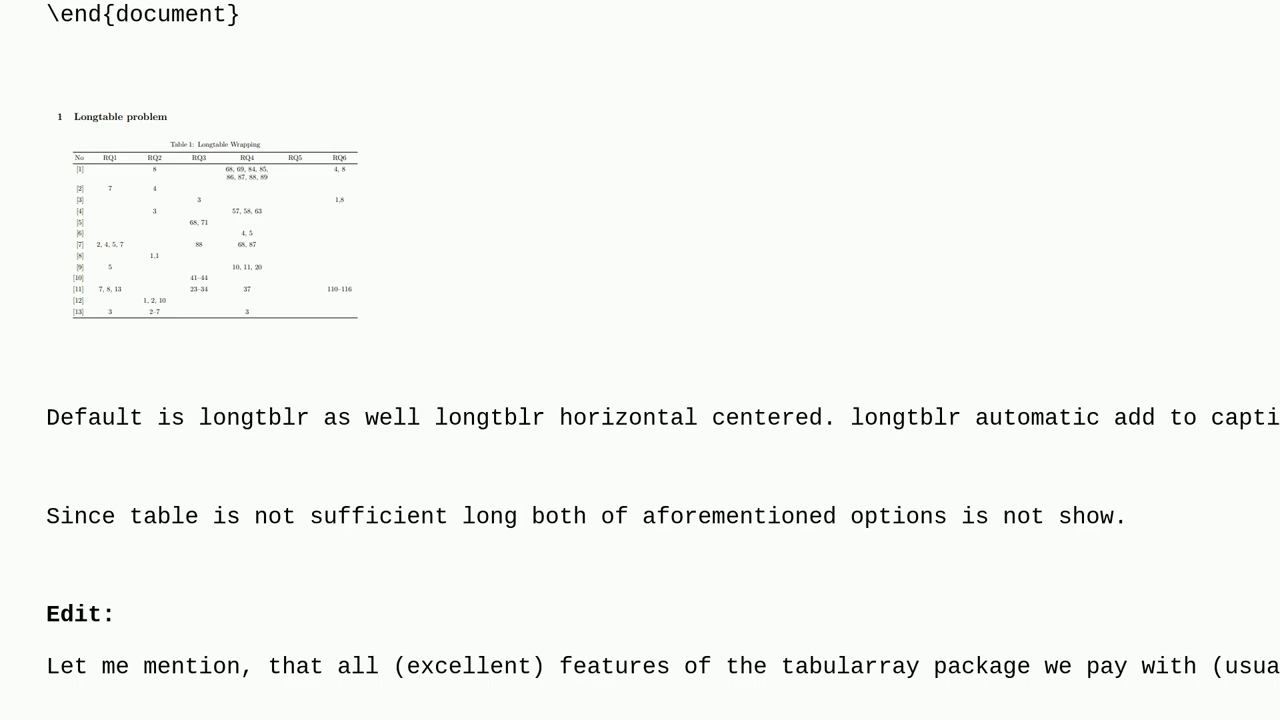 \end{document}
1 Longtable problem
Table 1: Longtable Wrapping
No RQ1 RQ2 RQ3 RQ4 RQ5 RQ6
[1] 8 68, 69, 84, 85, 4, 8
86, 87, 88, 89
[2] 7 4
[3] 3 1,8
[4] 3 57, 58, 63
[5] 68, 71
[6] 4, 5
[7] 2, 4, 5, 7 88 68, 87
[8] 1,1
[9] 5 10, 11, 20
[10] 41–44
[11] 7, 8, 13 23–34 37 110–116
[12] 1, 2, 10
[13] 3 2–7 3
Default is longtblr as well longtblr horizontal centered. longtblr automatic add to capti
Since table is not sufficient long both of aforementioned options is not show.
Edit:
Let me mention, that all (excellent) features of the tabularray package we pay with (usua